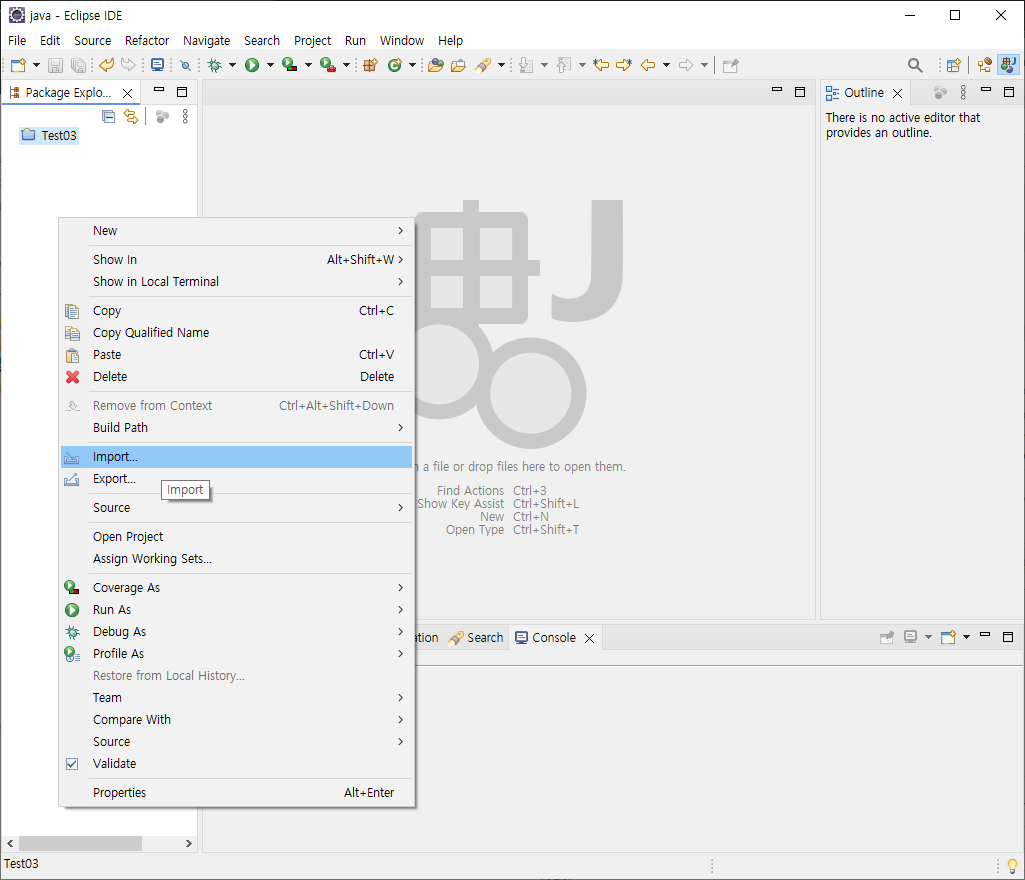 java - Eclipse IDE
File Edit Source Refactor Navigate Search Project Run Window Help
Package Explo...
Outline
There is no active editor that
provides an outline.
Test03
New
Show In Alt+Shift+W
Show in Local Terminal
Copy Ctrl+C
Copy Qualified Name
Paste Ctrl+V
Delete Delete
Remove from Context Ctrl+Alt+Shift+Down
Build Path
Import...
Export...
Import
Source
Open Project
Assign Working Sets...
Coverage As
Run As
Debug As
Profile As
Restore from Local History...
Team
Compare With
Source
Validate
Properties Alt+Enter
J
a file or drop files here to open them.
Find Actions Ctrl+3
Show Key Assist Ctrl+Shift+L
New Ctrl+N
Open Type Ctrl+Shift+T
Search Console
Test03